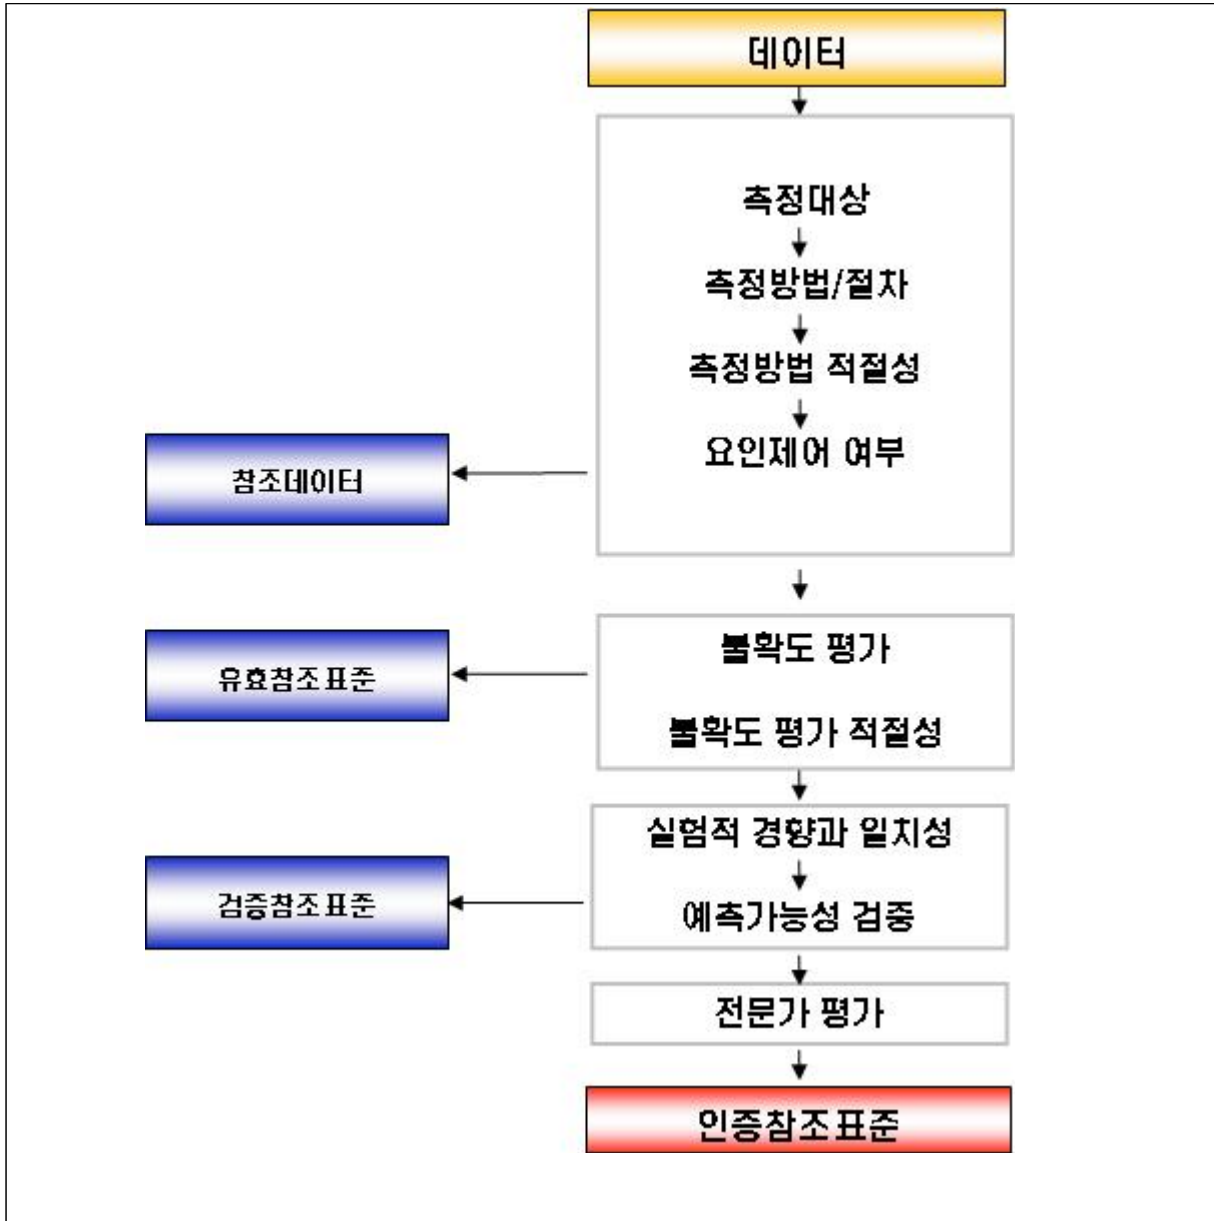 데이터
측정대상
측정방법/절차
측정방법 적절성
요인제어 여부
참조데이터
불확도 평가
유효참조표준
불확도 평가 적절성
실험적 경향과 일치성
검증참조표준
예측가능성 검중
전문가 평가
인증참조표준